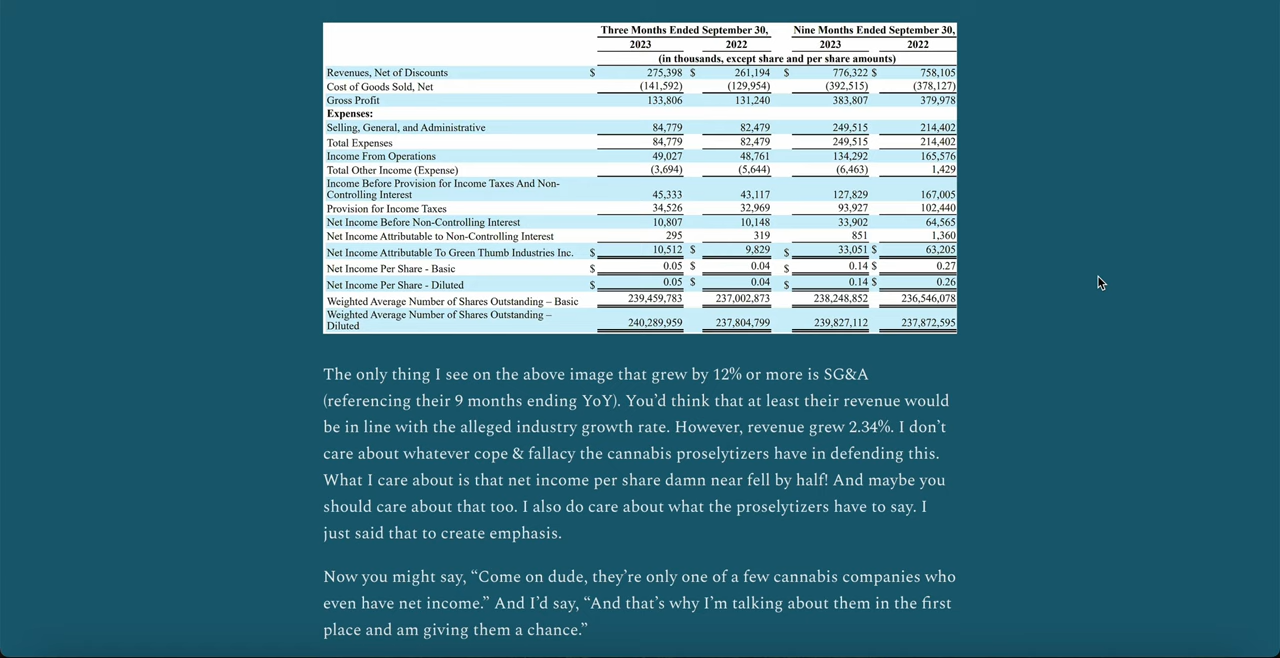 Three Months Ended September 30, Nine Months Ended September 30,
2023 2022 2023 2022
(in thousands, except share and per share amounts)
Revenues, Net of Discounts $ 275,398 $ 261,194 $ 776,322 $ 758,105
Cost of Goods Sold, Net (141,592) (129,954) (392,515) (378,127)
Gross Profit 133,806 131,240 383,807 379,978
Expenses:
Selling, General, and Administrative 84,779 82,479 249,515 214,402
Total Expenses 84,779 82,479 249,515 214,402
Income From Operations 49,027 48,761 134,292 165,576
Total Other Income (Expense) (3,694) (5,644) (6,463) 1,429
Income Before Provision for Income Taxes And Non-
Controlling Interest 45,333 43,117 127,829 167,005
Provision for Income Taxes 34,526 32,969 93,927 102,440
Net Income Before Non-Controlling Interest 10,807 10,148 33,902 64,565
Net Income Attributable to Non-Controlling Interest 295 319 851 1,360
Net Income Attributable To Green Thumb Industries Inc. $ 10,512 $ 9,829 $ 33,051 $ 63,205
Net Income Per Share - Basic $ 0.05 $ 0.04 $ 0.14 $ 0.27
Net Income Per Share - Diluted $ 0.05 $ 0.04 $ 0.14 $ 0.26
Weighted Average Number of Shares Outstanding – Basic 239,459,783 237,002,873 238,248,852 236,546,078
Weighted Average Number of Shares Outstanding –
Diluted 240,289,959 237,804,799 239,827,112 237,872,595
The only thing I see on the above image that grew by 12% or more is SG&A
(referencing their 9 months ending YoY). You’d think that at least their revenue would
be in line with the alleged industry growth rate. However, revenue grew 2.34%. I don’t
care about whatever cope & fallacy the cannabis proselytizers have in defending this.
What I care about is that net income per share damn near fell by half! And maybe you
should care about that too. I also do care about what the proselytizers have to say. I
just said that to create emphasis.
Now you might say, “Come on dude, they’re only one of a few cannabis companies who
even have net income.” And I’d say, “And that’s why I’m talking about them in the first
place and am giving them a chance.”